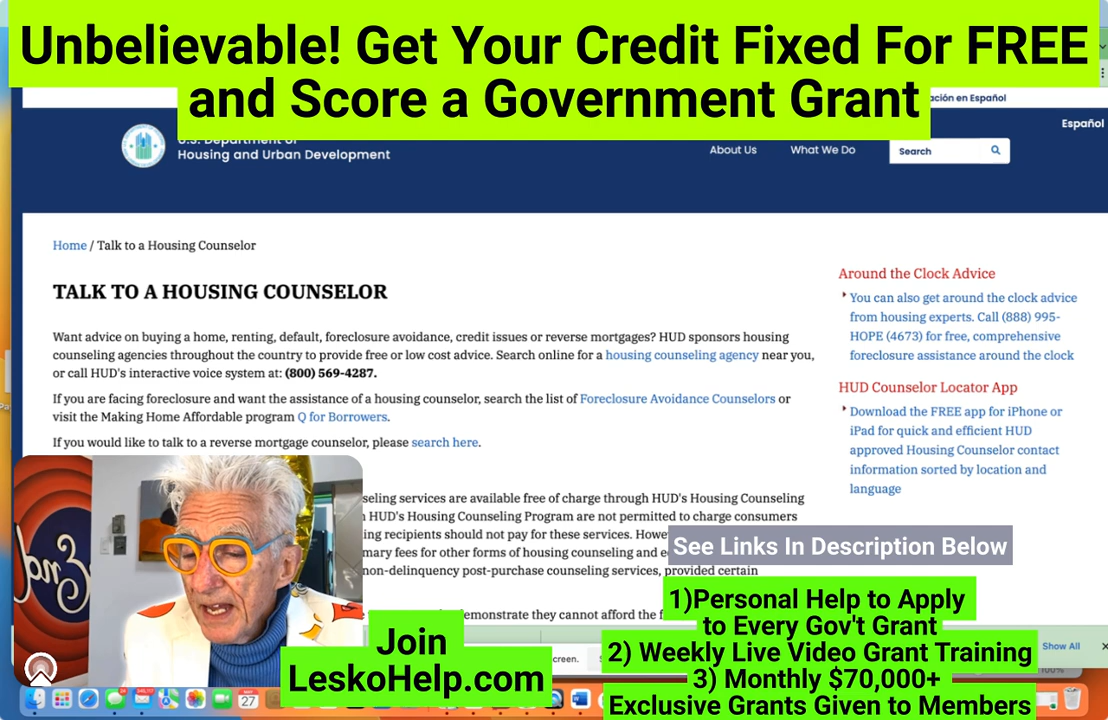 Unbelievable! Get Your Credit Fixed For FREE
and Score a Government Grant
ación en Español
Español
U.S. Department of
Housing and Urban Development
About Us
What We Do
Search
Home / Talk to a Housing Counselor
TALK TO A HOUSING COUNSELOR
Want advice on buying a home, renting, default, foreclosure avoidance, credit issues or reverse mortgages? HUD sponsors housing
counseling agencies throughout the country to provide free or low cost advice. Search online for a housing counseling agency near you,
or call HUD's interactive voice system at: (800) 569-4287.
If you are facing foreclosure and want the assistance of a housing counselor, search the list of Foreclosure Avoidance Counselors or
visit the Making Home Affordable program Q for Borrowers.
If you would like to talk to a reverse mortgage counselor, please search here.
Around the Clock Advice
You can also get around the clock advice
from housing experts. Call (888) 995-
HOPE (4673) for free, comprehensive
foreclosure assistance around the clock
HUD Counselor Locator App
Download the FREE app for iPhone or
iPad for quick and efficient HUD
approved Housing Counselor contact
information sorted by location and
language
seling services are available free of charge through HUD's Housing Counseling
HUD's Housing Counseling Program are not permitted to charge consumers
ing recipients should not pay for these services. Howe
mary fees for other forms of housing counseling and e
non-delinquency post-purchase counseling services, provided certain
emonstrate they cannot afford the f
See Links In Description Below
1)Personal Help to Apply
to Every Gov't Grant
2) Weekly Live Video Grant Training
3) Monthly $70,000+
Exclusive Grants Given to Members
Join
LeskoHelp.com
creen.
Show All
100%
27